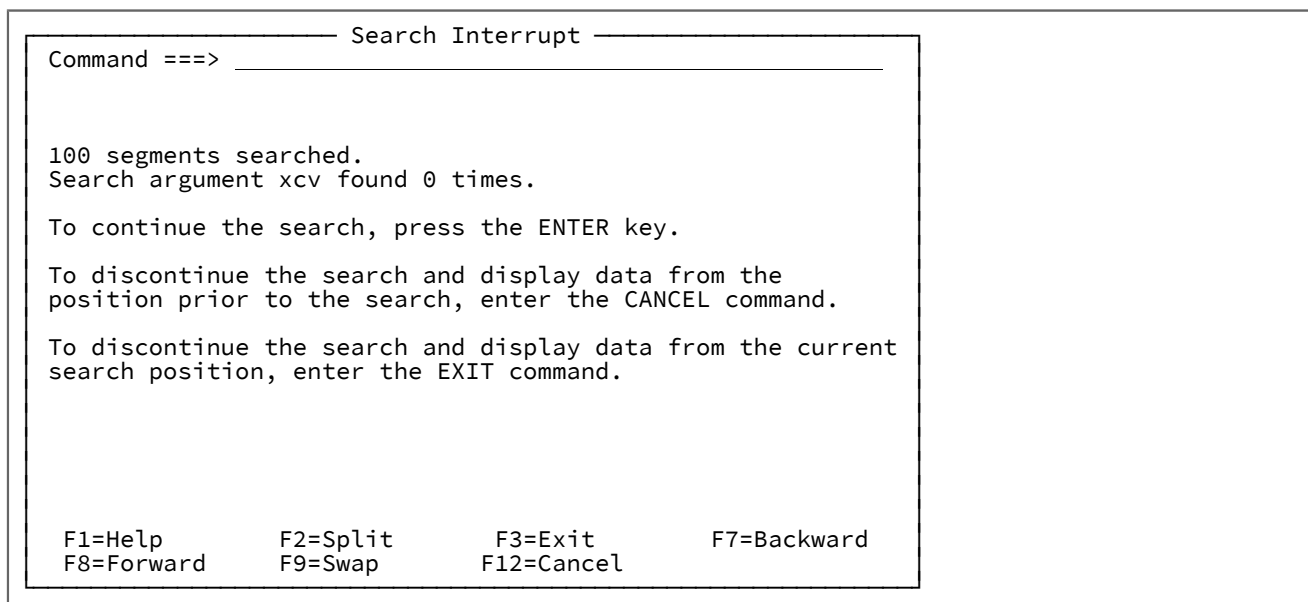 Search Interrupt
Command ===>
100 segments searched.
Search argument xcv found 0 times.
To continue the search, press the ENTER key.
To discontinue the search and display data from the
position prior to the search, enter the CANCEL command.
To discontinue the search and display data from the current
search position, enter the EXIT command.
F1=Help F2=Split F3=Exit F7=Backward
F8=Forward F9=Swap F12=Cancel